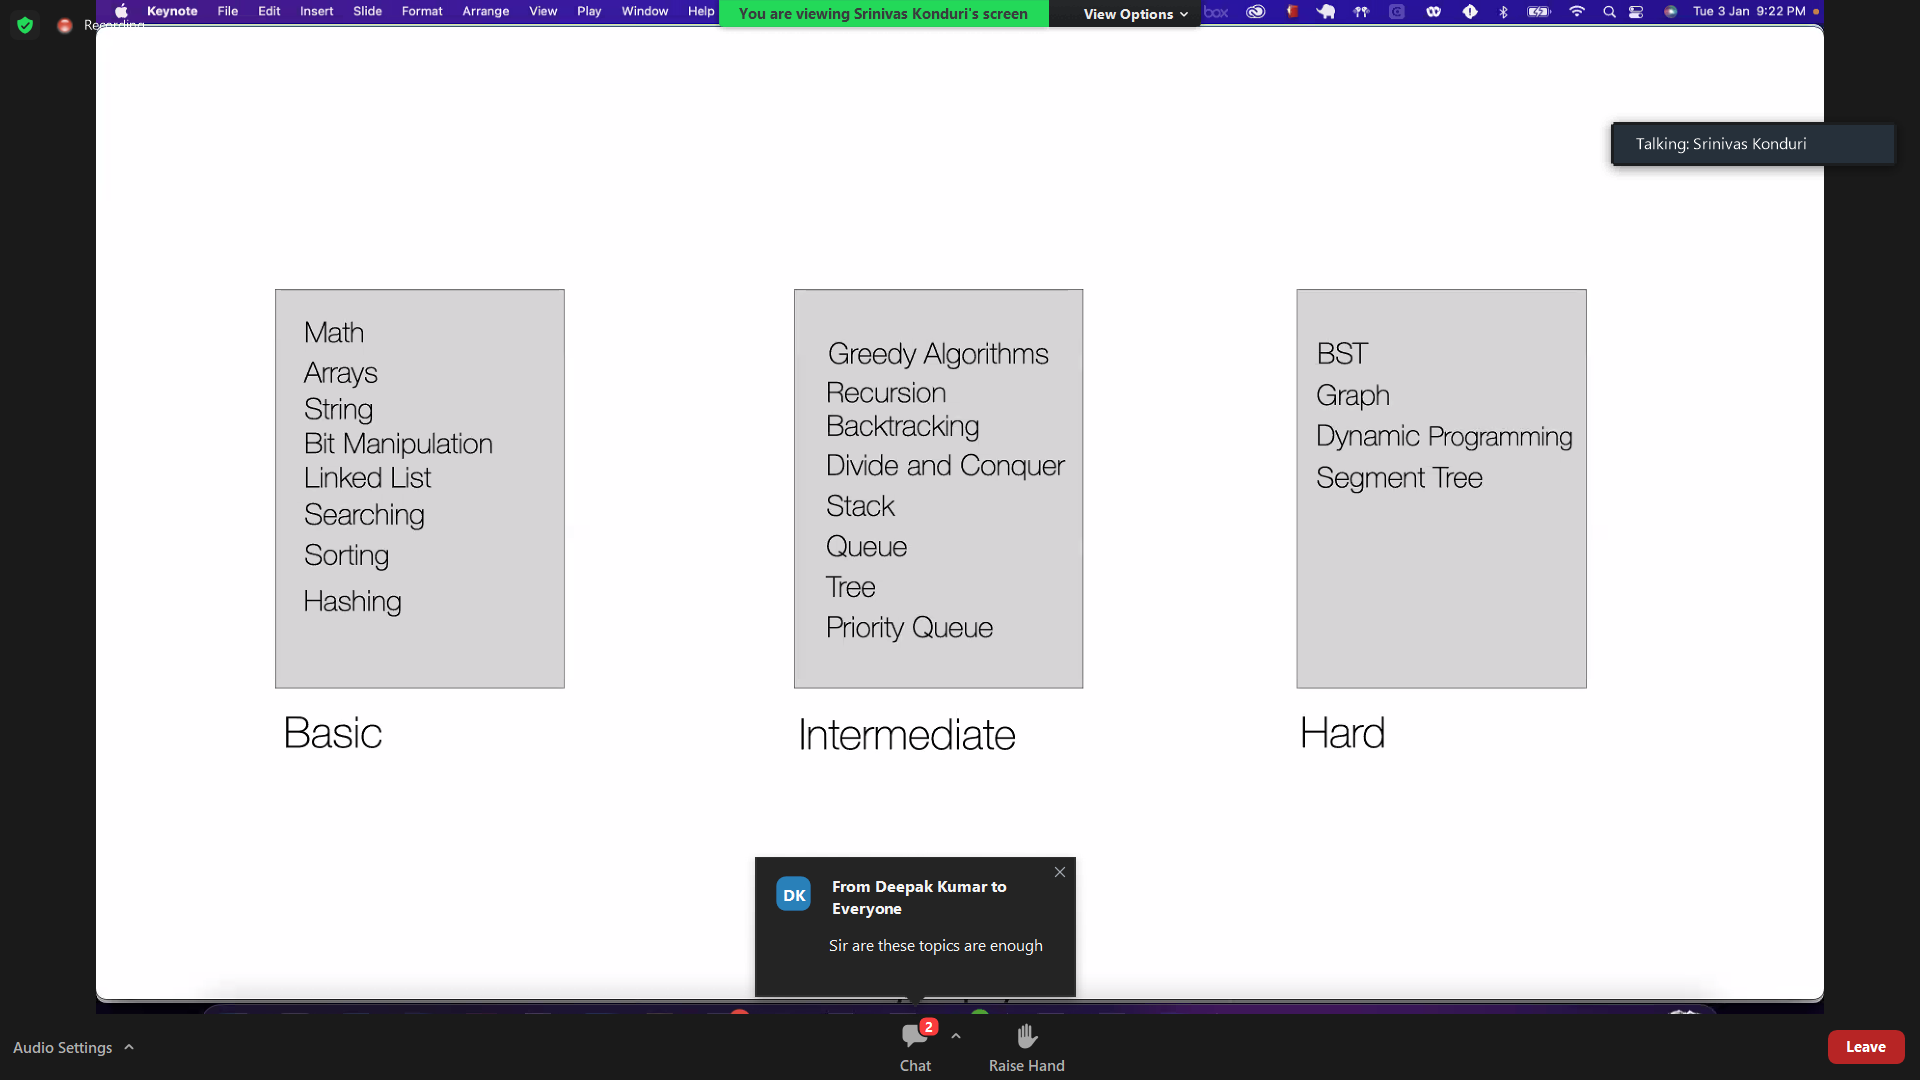 Keynote File Edit Insert Slide Format Arrange View Play Window Help
You are viewing Srinivas Konduri's screen
View Options
box
Tue 3 Jan 9:22 PM
Recording
Talking: Srinivas Konduri
Math
Arrays
String
Bit Manipulation
Linked List
Searching
Sorting
Hashing
Basic
Greedy Algorithms
Recursion
Backtracking
Divide and Conquer
Stack
Queue
Tree
Priority Queue
Intermediate
BST
Graph
Dynamic Programming
Segment Tree
Hard
DK
From Deepak Kumar to
Everyone
Sir are these topics are enough
Audio Settings
2
Chat
Raise Hand
Leave